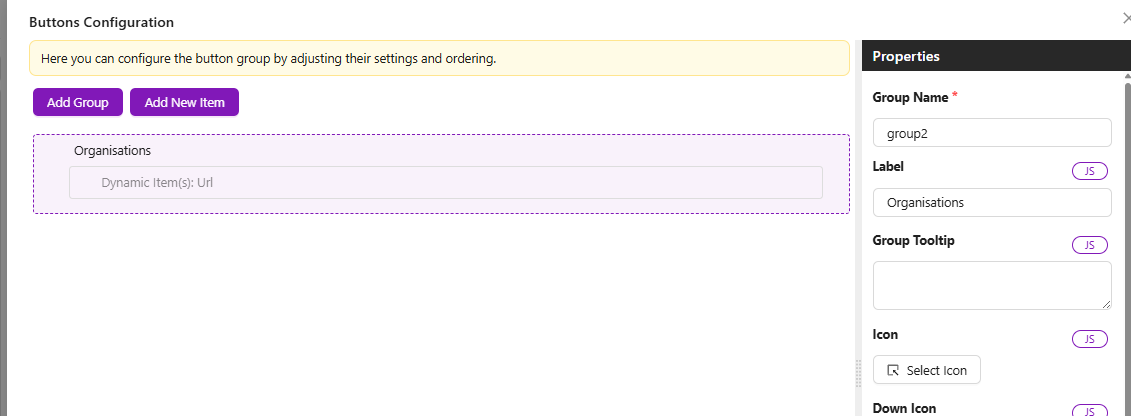 Buttons Configuration
Here you can configure the button group by adjusting their settings and ordering.
Add Group
Add New Item
Organisations
Dynamic Item(s): Url
Properties
Group Name *
group2
Label
JS
Organisations
Group Tooltip
JS
Icon
JS
Select Icon
Down Icon
JS